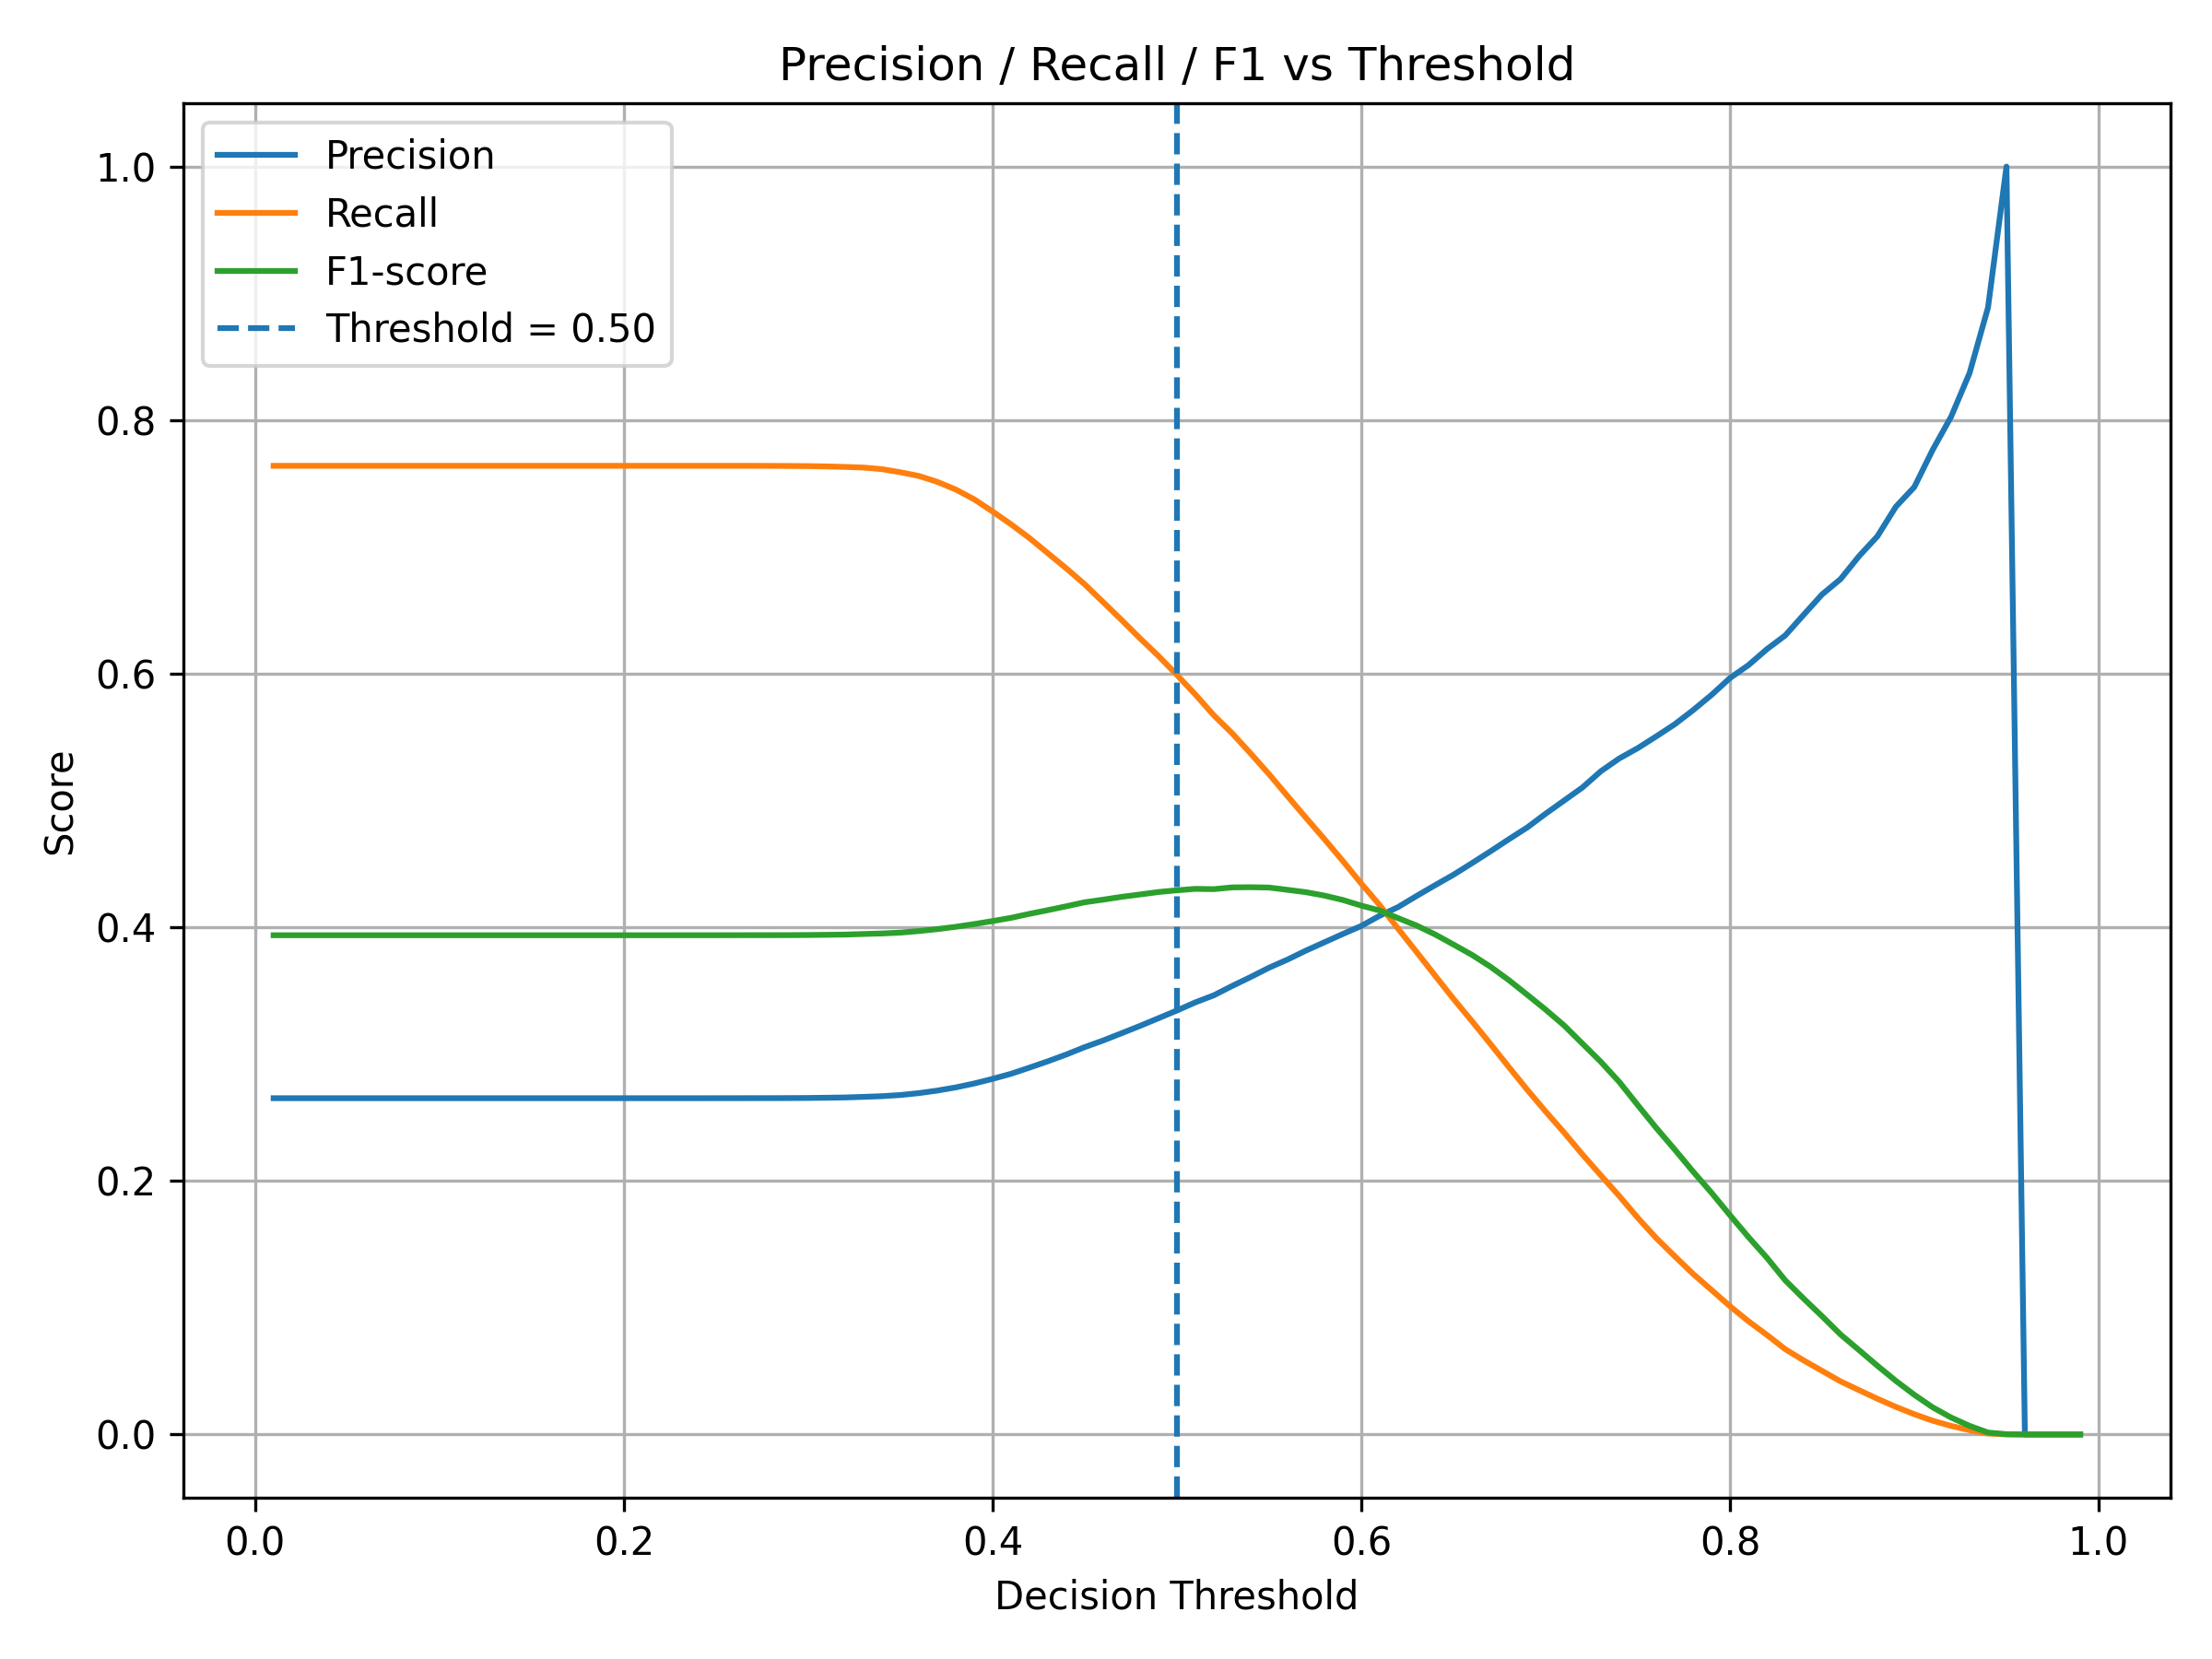 Precision / Recall / F1 vs Threshold
Precision
Recall
F1-score
Threshold = 0.50
1.0
0.8
0.6
0.4
0.2
0.0
Score
0.0 0.2 0.4 0.6 0.8 1.0
Decision Threshold